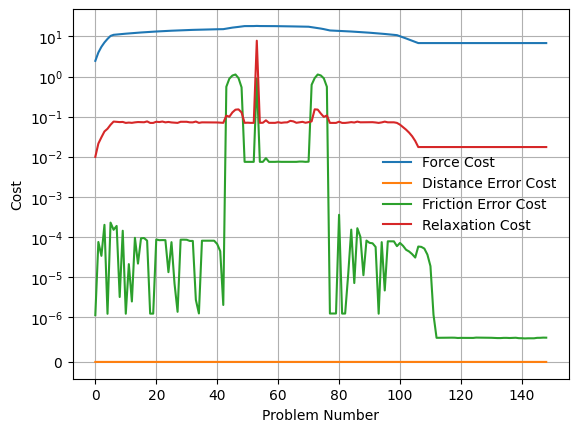 10¹
10⁰
10⁻¹
10⁻²
10⁻³
10⁻⁴
10⁻⁵
10⁻⁶
0
Cost
Force Cost
Distance Error Cost
Friction Error Cost
Relaxation Cost
0 20 40 60 80 100 120 140
Problem Number